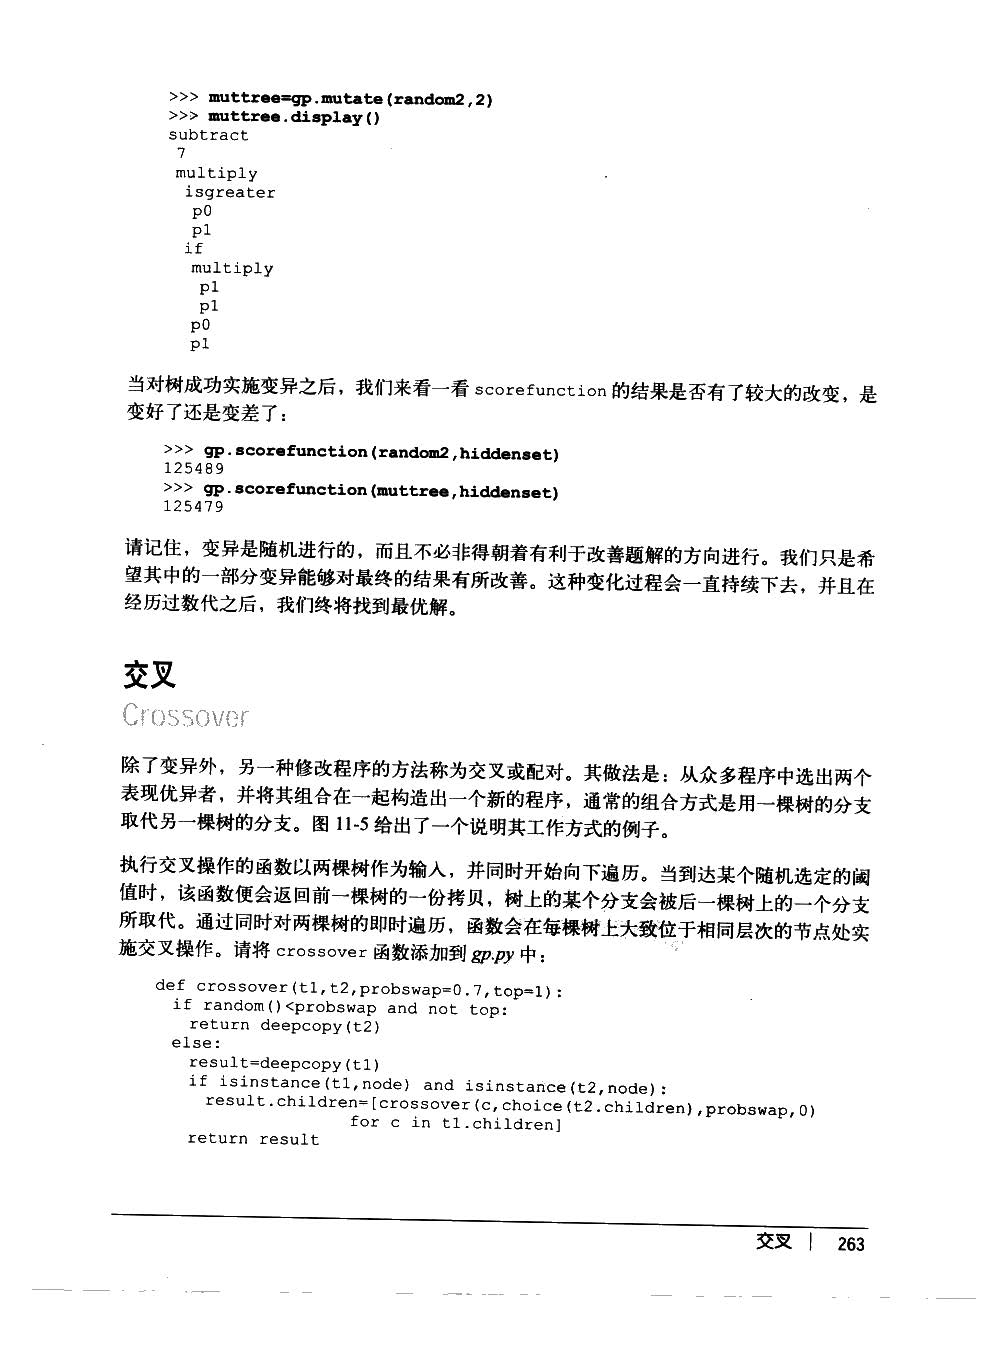 >>> muttree=gp.mutate(random2,2)
>>> muttree.display()
subtract
 7
 multiply
  isgreater
   p0
   p1
  if
   multiply
    p1
    p1
   p0
   p1
当对树成功实施变异之后，我们来看一看 scorefunction 的结果是否有了较大的改变，是
变好了还是变差了：
>>> gp.scorefunction(random2,hiddenset)
125489
>>> gp.scorefunction(muttree,hiddenset)
125479
请记住，变异是随机进行的，而且不必非得朝着有利于改善题解的方向进行。我们只是希
望其中的一部分变异能够对最终的结果有所改善。这种变化过程会一直持续下去，并且在
经历过数代之后，我们终将找到最优解。
交叉
Crossover
除了变异外，另一种修改程序的方法称为交叉或配对。其做法是：从众多程序中选出两个
表现优异者，并将其组合在一起构造出一个新的程序，通常的组合方式是用一棵树的分支
取代另一棵树的分支。图 11-5 给出了一个说明其工作方式的例子。
执行交叉操作的函数以两棵树作为输入，并同时开始向下遍历。当到达某个随机选定的阈
值时，该函数便会返回前一棵树的一份拷贝，树上的某个分支会被后一棵树上的一个分支
所取代。通过同时对两棵树的即时遍历，函数会在每棵树上大致位于相同层次的节点处实
施交叉操作。请将 crossover 函数添加到 gp.py 中：
def crossover(t1,t2,probswap=0.7,top=1):
  if random()<probswap and not top:
    return deepcopy(t2)
  else:
    result=deepcopy(t1)
    if isinstance(t1,node) and isinstance(t2,node):
      result.children=[crossover(c,choice(t2.children),probswap,0)
                       for c in t1.children]
    return result
交叉 | 263